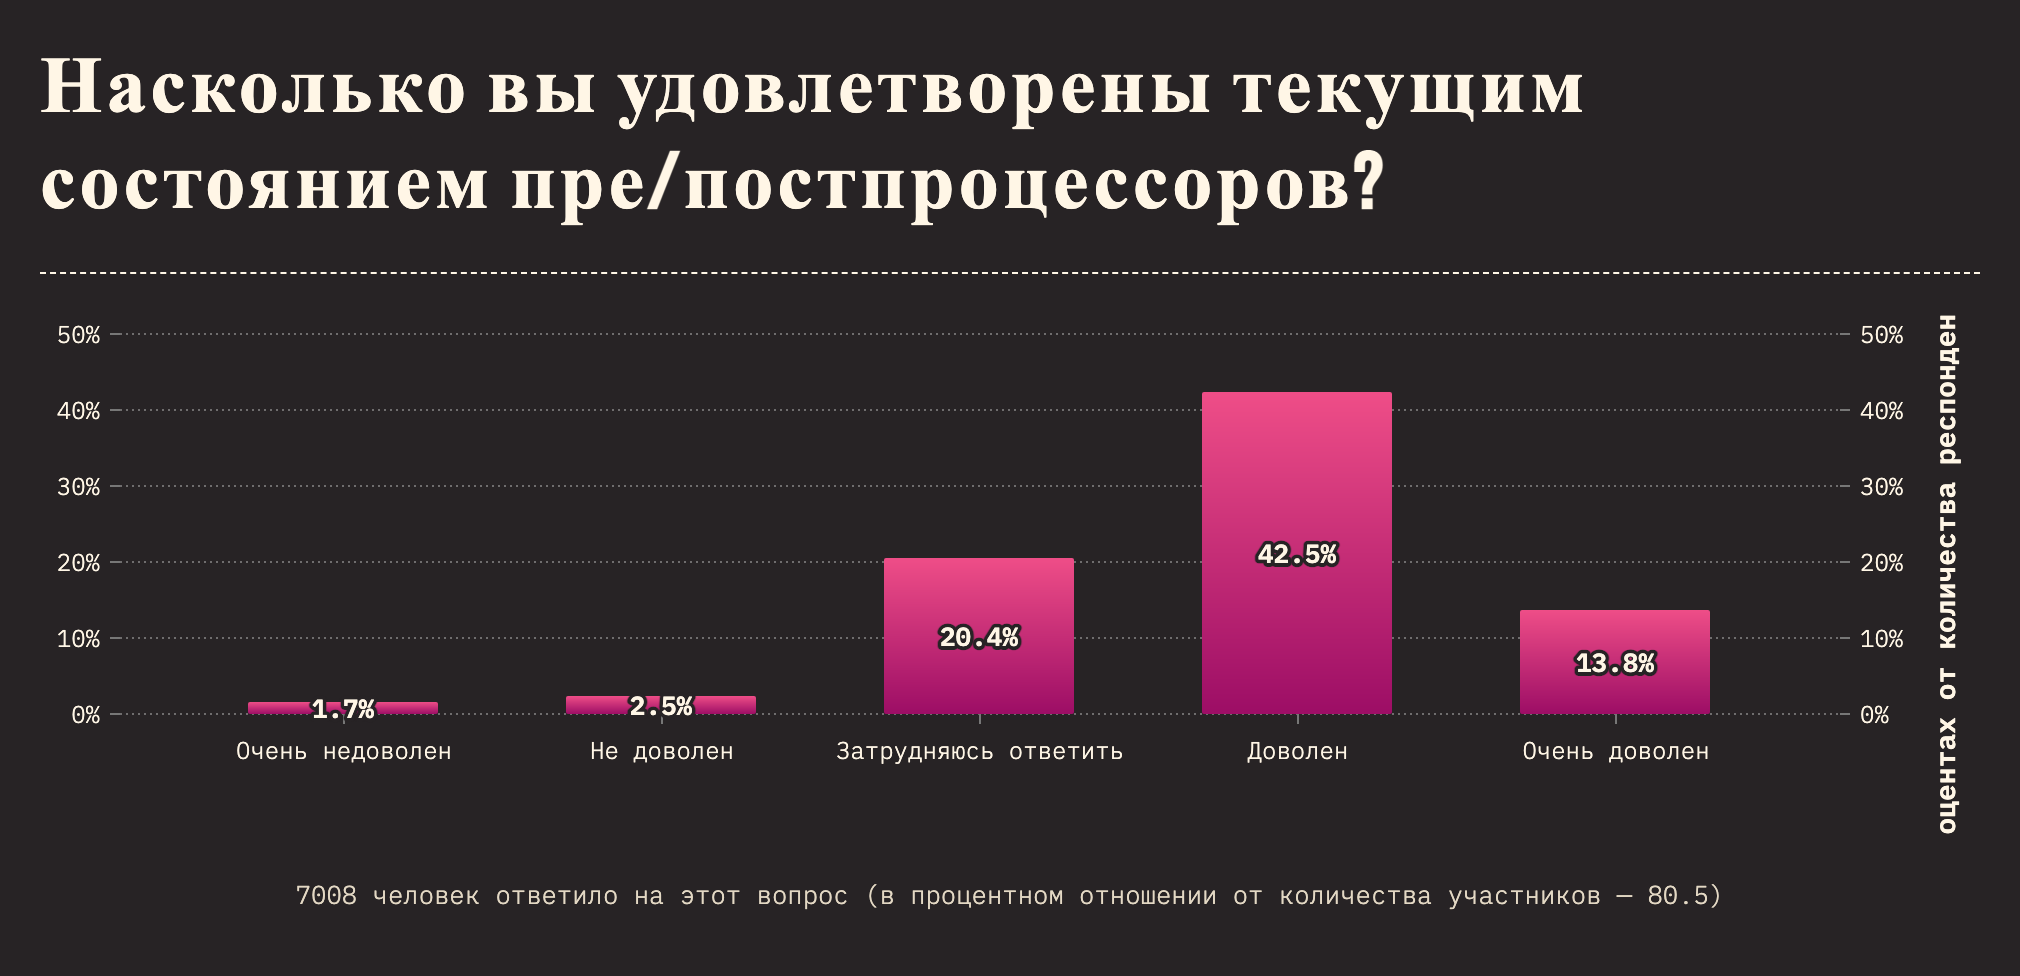 Насколько вы удовлетворены текущим
состоянием пре/постпроцессоров?
50%
40%
30%
20%
10%
0%
50%
40%
30%
20%
10%
0%
1.7%
2.5%
20.4%
42.5%
13.8%
Очень недоволен
Не доволен
Затрудняюсь ответить
Доволен
Очень доволен
оцентах от количества респонден
7008 человек ответило на этот вопрос (в процентном отношении от количества участников — 80.5)